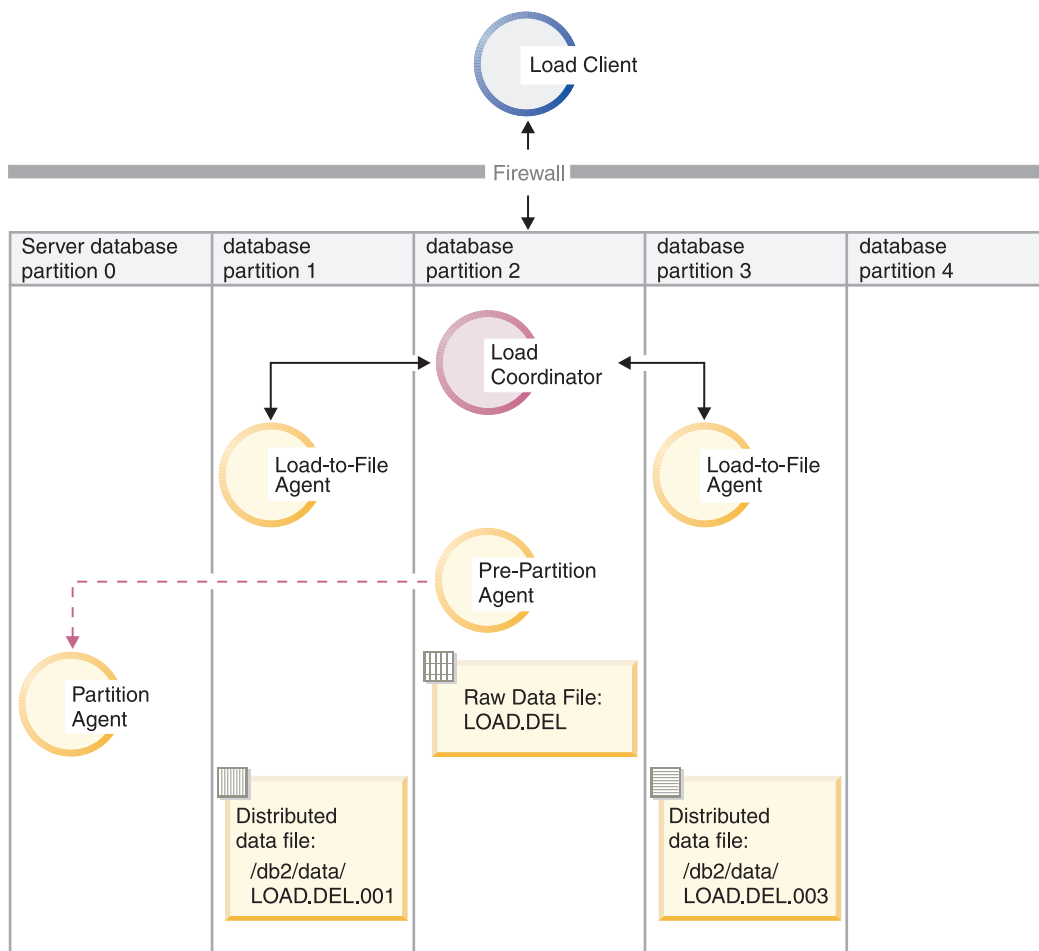 Load Client
Firewall
Server database
partition 0
database
partition 1
database
partition 2
database
partition 3
database
partition 4
Load
Coordinator
Load-to-File
Agent
Load-to-File
Agent
Pre-Partition
Agent
Partition
Agent
Raw Data File:
LOAD.DEL
Distributed
data file:
/db2/data/
LOAD.DEL.001
Distributed
data file:
/db2/data/
LOAD.DEL.003